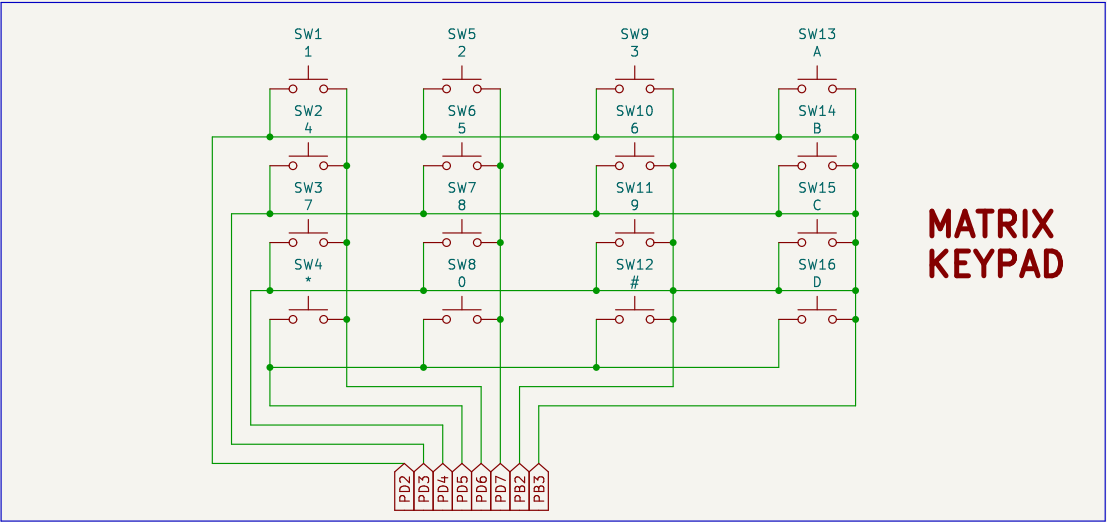 SW1 SW5 SW9 SW13
1 2 3 A
SW2 SW6 SW10 SW14
4 5 6 B
SW3 SW7 SW11 SW15
7 8 9 C
SW4 SW8 SW12 SW16
* 0 # D
MATRIX
KEYPAD
PD2 PD3 PD4 PD5 PD6 PD7 PB2 PB3